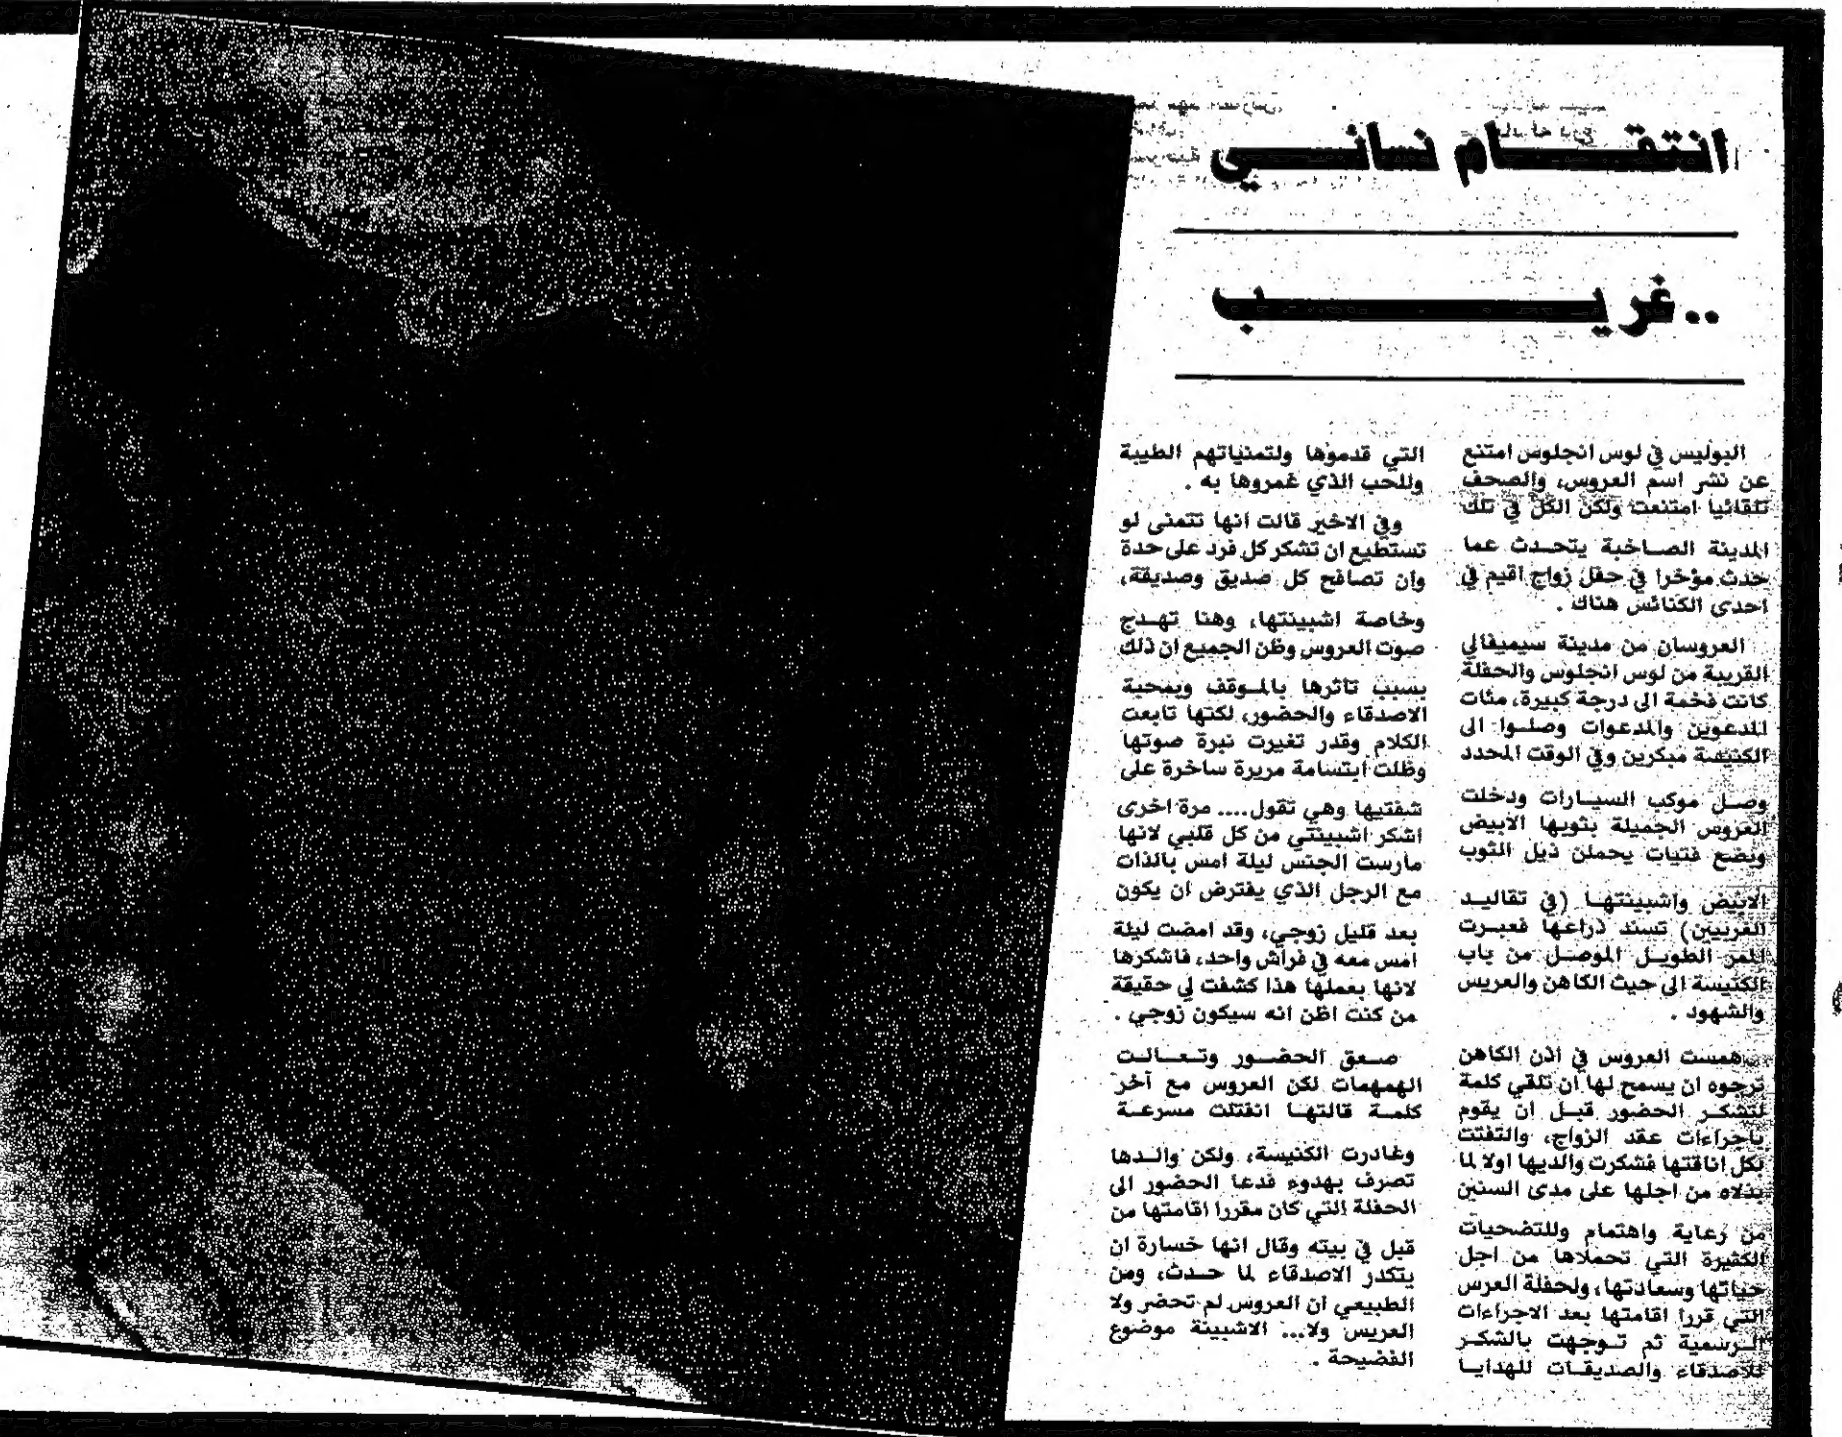 انتقام نسائي
..غريب
البوليس في لوس انجلوس امتنع
عن نشر اسم العروس، والصحف
تلقائيا امتنعت ولكن الكل في تلك
المدينة الصاخبة يتحدث عما
حدث مؤخرا في حفل زواج اقيم في
احدى الكنائس هناك .
العروسان من مدينة سيميفالي
القريبة من لوس انجلوس والحفلة
كانت فخمة الى درجة كبيرة، مئات
المدعوين والمدعوات وصلوا الى
الكنيسة مبكرين وفي الوقت المحدد
وصل موكب السيارات ودخلت
العروس الجميلة بثوبها الابيض
وبضع فتيات يحملن ذيل الثوب
الابيض واشبينتها (في تقاليد
الغربيين) تسند ذراعها فعبرت
الممر الطويل الموصل من باب
الكنيسة الى حيث الكاهن والعريس
والشهود .
همست العروس في اذن الكاهن
ترجوه ان يسمح لها ان تلقي كلمة
لتشكر الحضور قبل ان يقوم
باجراءات عقد الزواج، والتفتت
بكل اناقتها فشكرت والديها اولا لما
بذلاه من اجلها على مدى السنين
من رعاية واهتمام وللتضحيات
الكثيرة التي تحملاها من اجل
حياتها وسعادتها، ولحفلة العرس
التي قررا اقامتها بعد الاجراءات
الرسمية ثم توجهت بالشكر
للاصدقاء والصديقات للهدايا
التي قدموها ولتمنياتهم الطيبة
وللحب الذي غمروها به .
وفي الاخير قالت انها تتمنى لو
تستطيع ان تشكر كل فرد على حدة
وان تصافح كل صديق وصديقة،
وخاصة اشبينتها، وهنا تهدج
صوت العروس وظن الجميع ان ذلك
بسبب تاثرها بالموقف وبمحبة
الاصدقاء والحضور، لكنها تابعت
الكلام وقدر تغيرت نبرة صوتها
وظلت ابتسامة مريرة ساخرة على
شفتيها وهي تقول.... مرة اخرى
اشكر اشبينتي من كل قلبي لانها
مارست الجنس ليلة امس بالذات
مع الرجل الذي يفترض ان يكون
بعد قليل زوجي، وقد امضت ليلة
امس معه في فراش واحد، فاشكرها
لانها بعملها هذا كشفت لي حقيقة
من كنت اظن انه سيكون زوجي .
صعق الحضور وتعالت
الهمهمات لكن العروس مع آخر
كلمة قالتها انفتلت مسرعة
وغادرت الكنيسة، ولكن والدها
تصرف بهدوء فدعا الحضور الى
الحفلة التي كان مقررا اقامتها من
قبل في بيته وقال انها خسارة ان
يتكدر الاصدقاء لما حدث، ومن
الطبيعي ان العروس لم تحضر ولا
العريس ولا... الاشبينة موضوع
الفضيحة .